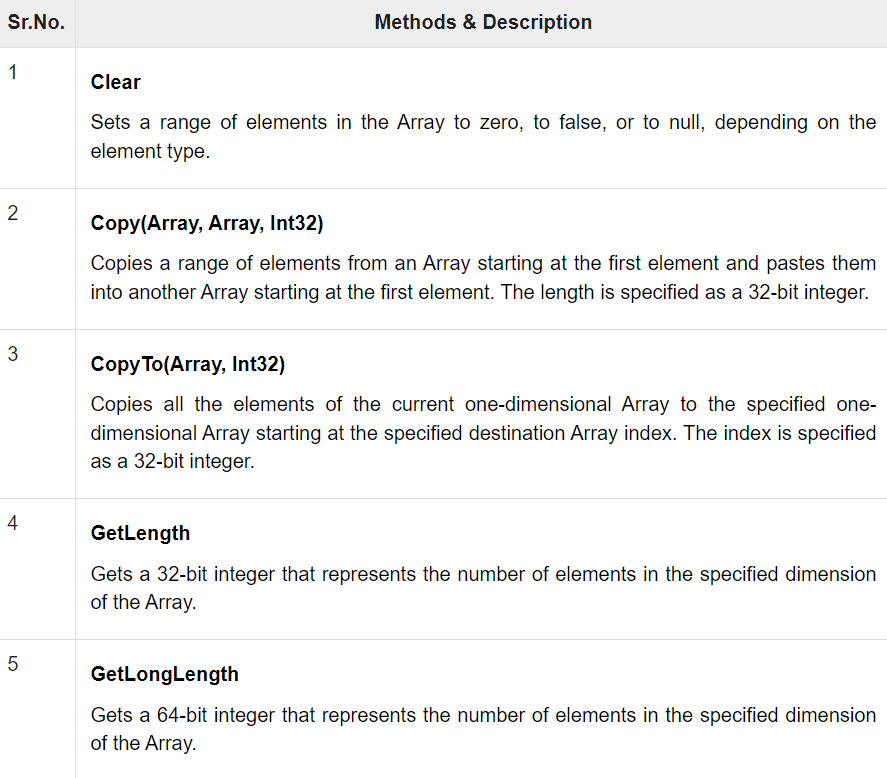 Sr.No. Methods & Description
1
Clear
Sets a range of elements in the Array to zero, to false, or to null, depending on the
element type.
2
Copy(Array, Array, Int32)
Copies a range of elements from an Array starting at the first element and pastes them
into another Array starting at the first element. The length is specified as a 32-bit integer.
3
CopyTo(Array, Int32)
Copies all the elements of the current one-dimensional Array to the specified one-
dimensional Array starting at the specified destination Array index. The index is specified
as a 32-bit integer.
4
GetLength
Gets a 32-bit integer that represents the number of elements in the specified dimension
of the Array.
5
GetLongLength
Gets a 64-bit integer that represents the number of elements in the specified dimension
of the Array.